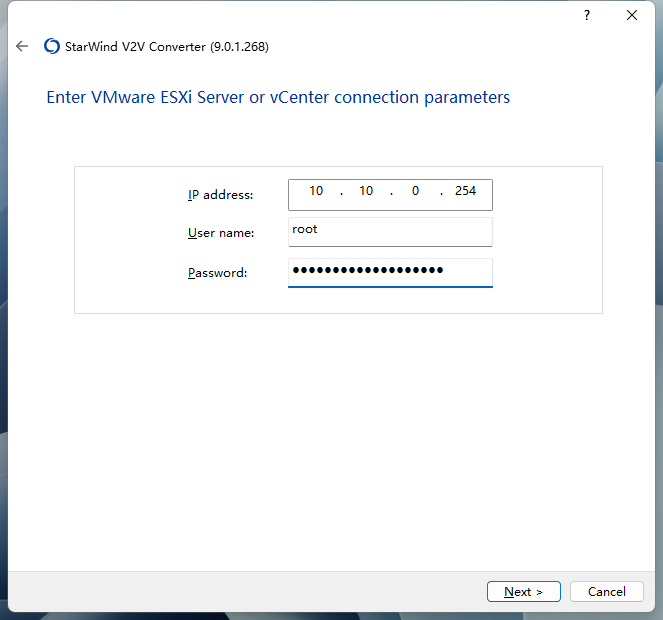 ?
StarWind V2V Converter (9.0.1.268)
Enter VMware ESXi Server or vCenter connection parameters
IP address: 10 . 10 . 0 . 254
User name: root
Password: ●●●●●●●●●●●●●●●●●●●
Next >
Cancel